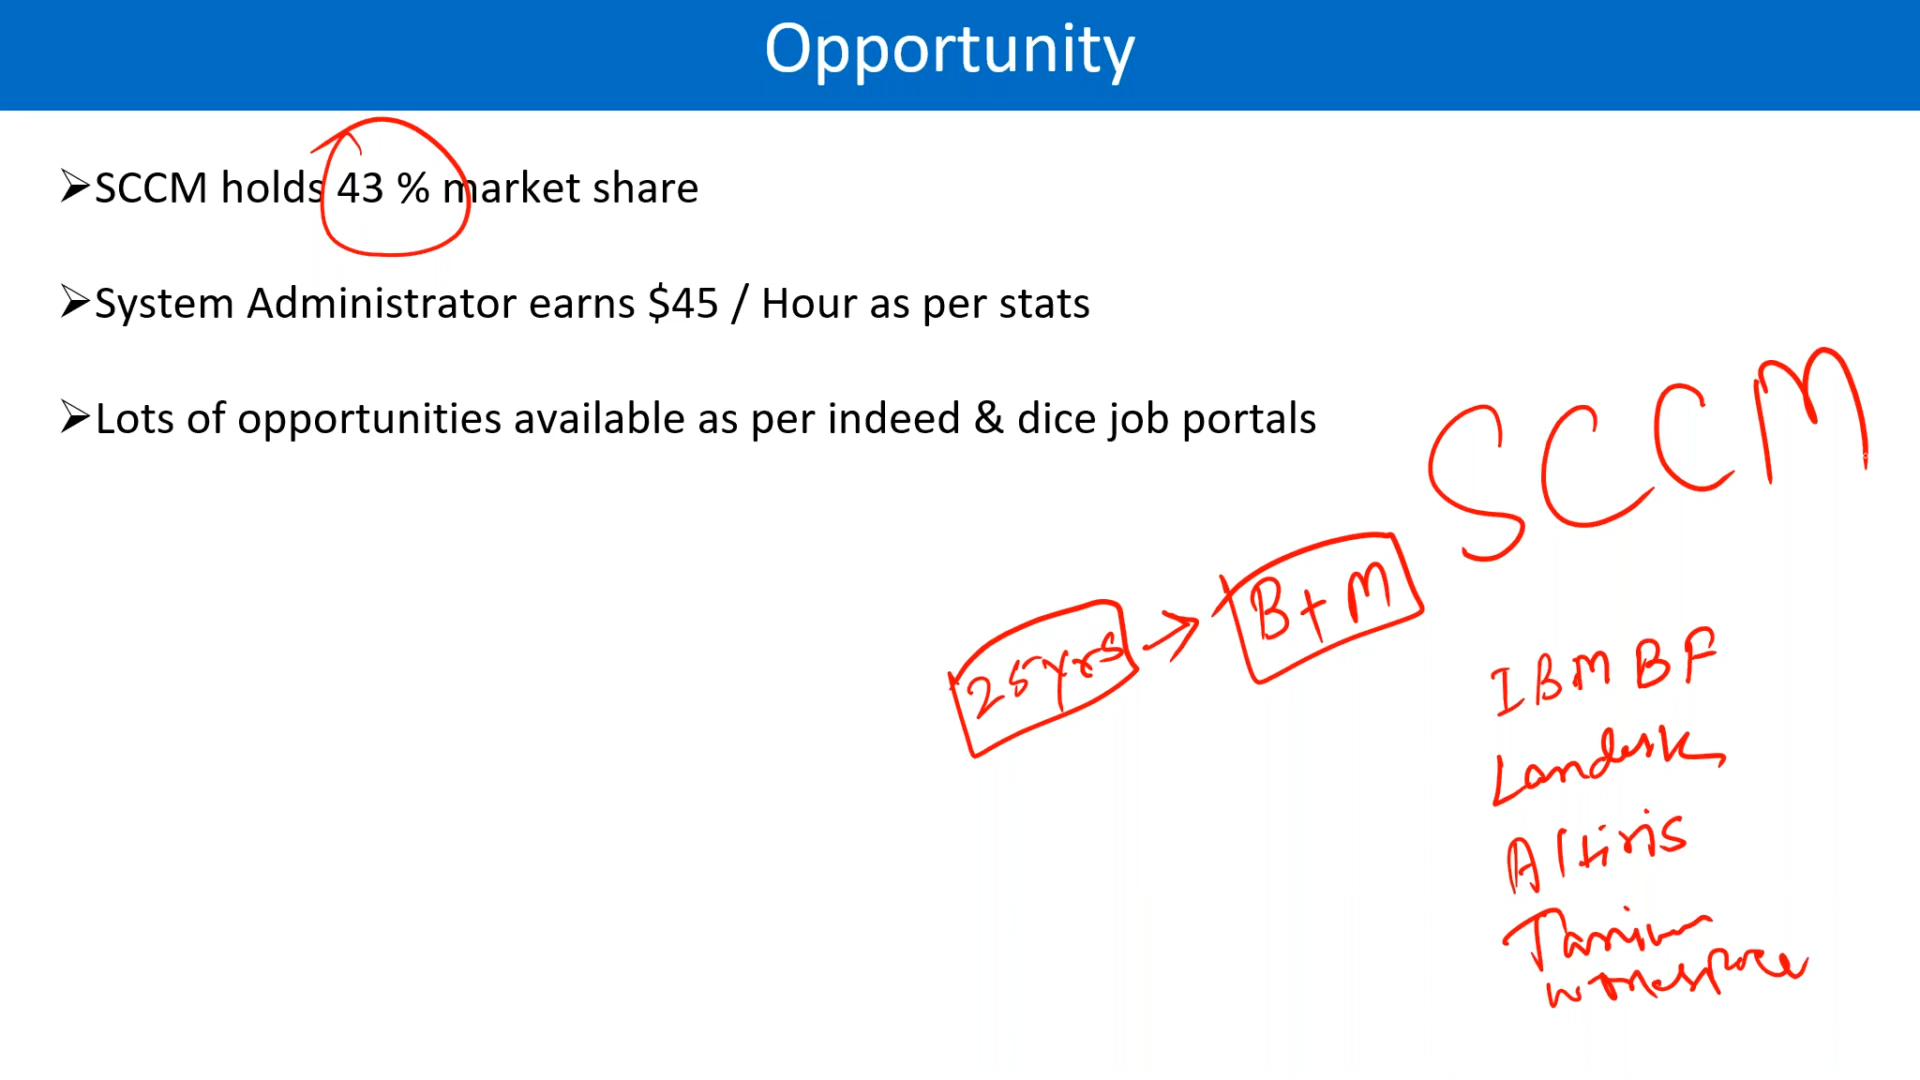 Opportunity
➢SCCM holds 43 % market share
➢System Administrator earns $45 / Hour as per stats
➢Lots of opportunities available as per indeed & dice job portals
SCCM
25yrs → B+M
IBM BF
Landesk
Altiris
Tanium